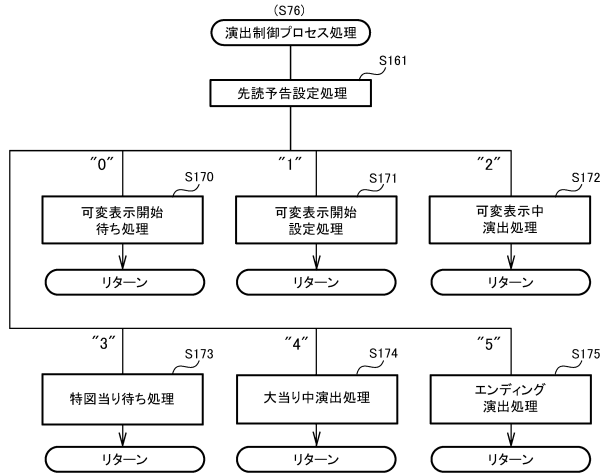 (S76)
演出制御プロセス処理
S161
先読予告設定処理
"0"
"1"
"2"
S170
可変表示開始
待ち処理
リターン
S171
可変表示開始
設定処理
リターン
S172
可変表示中
演出処理
リターン
"3"
"4"
"5"
S173
特図当り待ち処理
リターン
S174
大当り中演出処理
リターン
S175
エンディング
演出処理
リターン